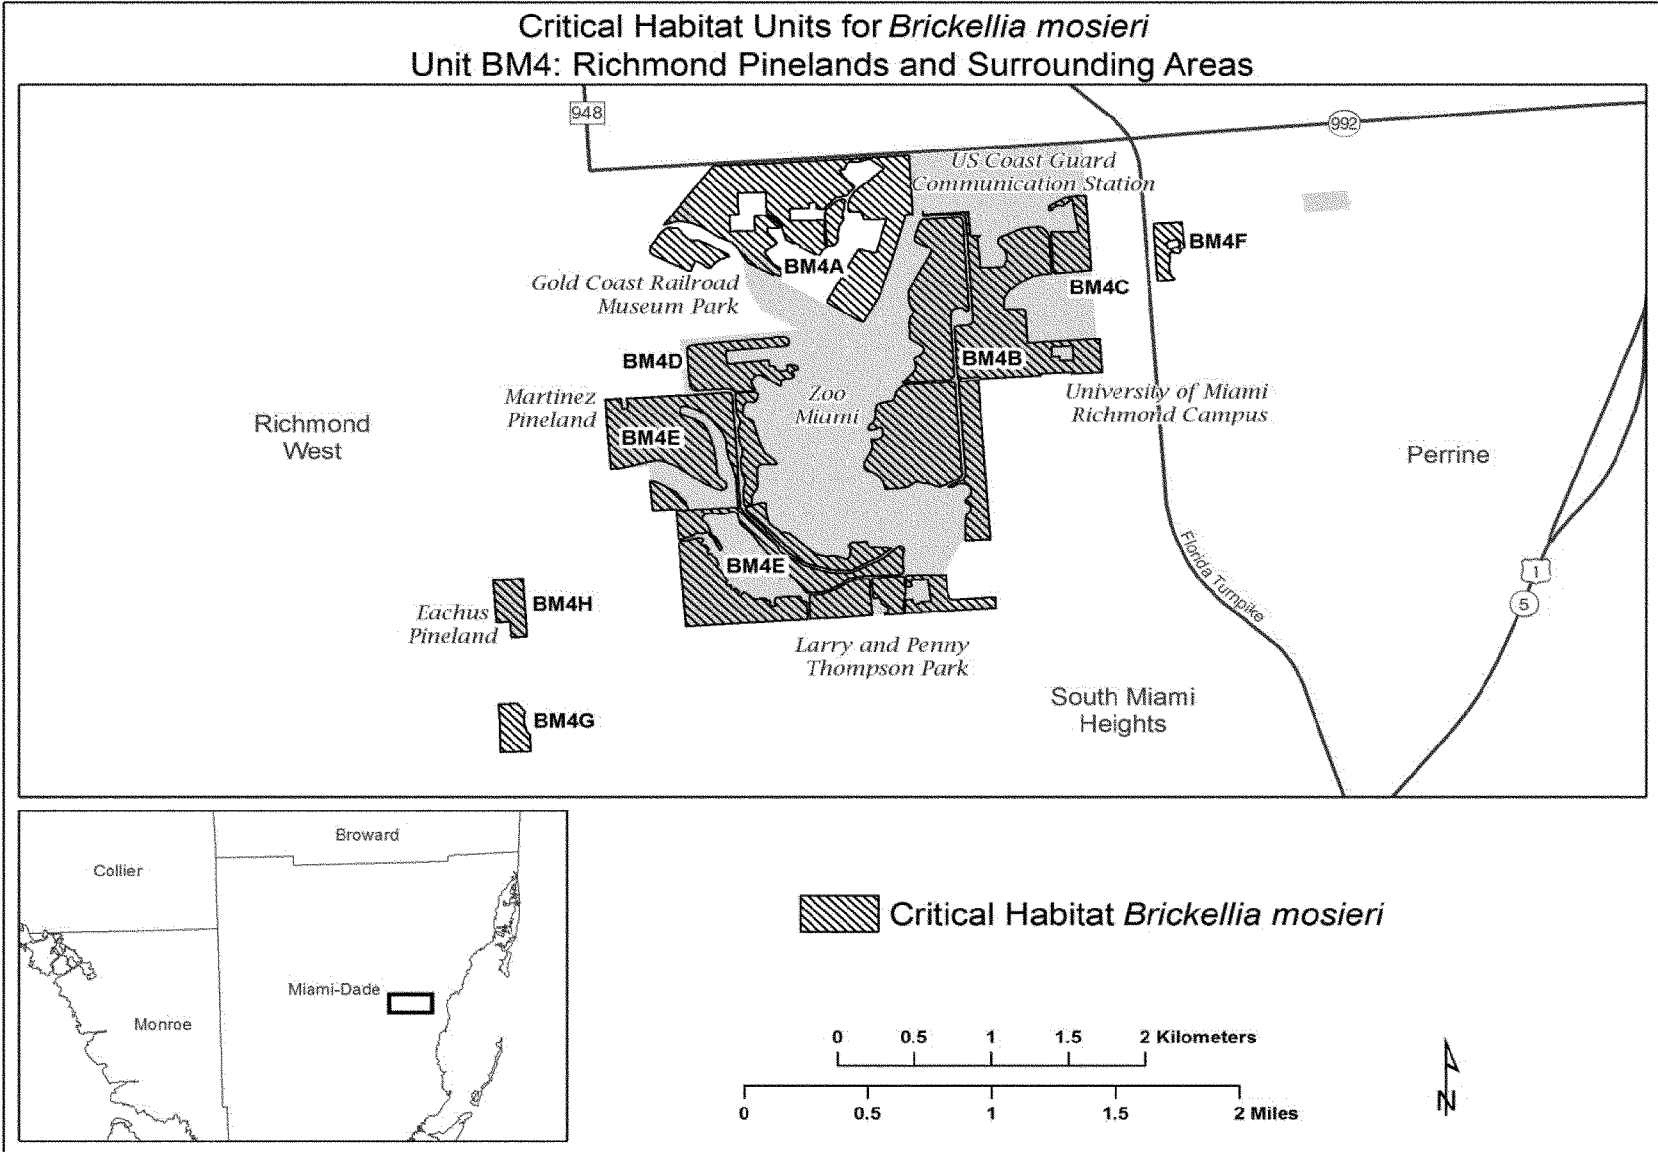 Critical Habitat Units for Brickellia mosieri
Unit BM4: Richmond Pinelands and Surrounding Areas
948
992
US Coast Guard
Communication Station
BM4F
BM4A
Gold Coast Railroad
Museum Park
BM4C
BM4D
BM4B
Martinez
Pineland
Zoo
Miami
University of Miami
Richmond Campus
Richmond
West
BM4E
Perrine
Florida Turnpike
BM4E
1
5
BM4H
Eachus
Pineland
Larry and Penny
Thompson Park
South Miami
Heights
BM4G
Broward
Collier
Miami-Dade
Monroe
Critical Habitat Brickellia mosieri
0 0.5 1 1.5 2 Kilometers
0 0.5 1 1.5 2 Miles
N